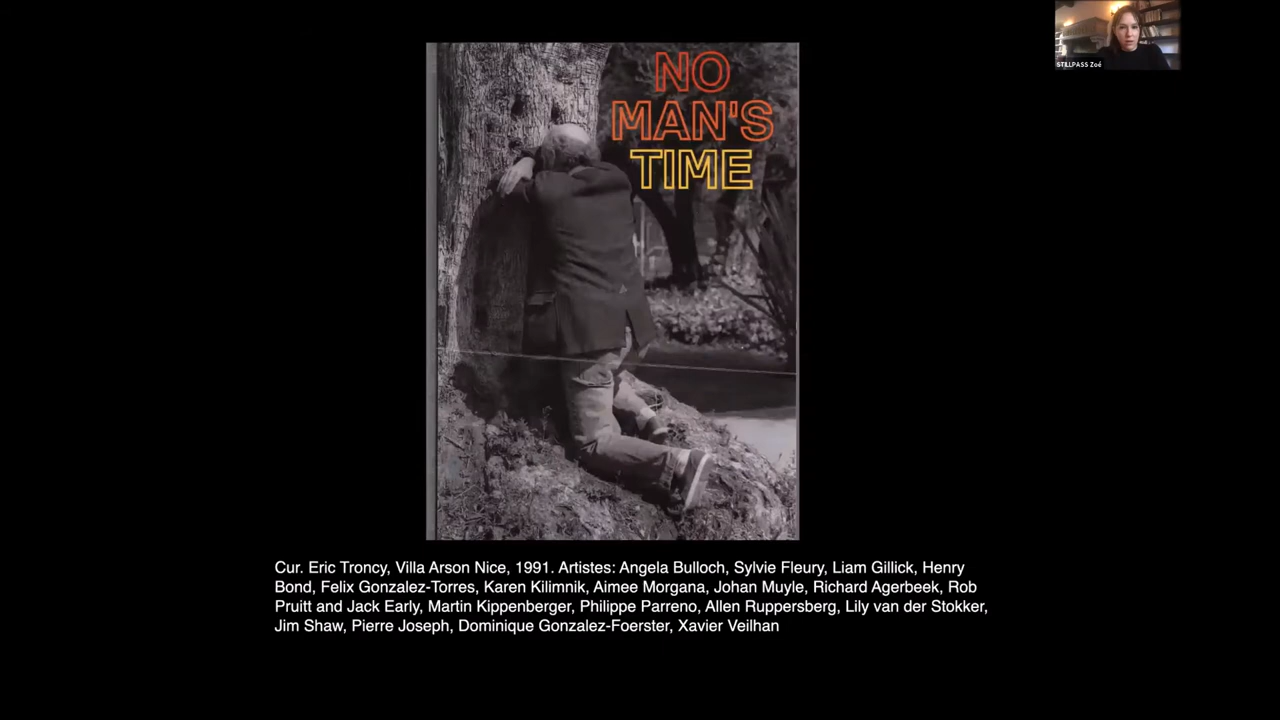 NO
MAN'S
TIME
STILLPASS Zoé
Cur. Eric Troncy, Villa Arson Nice, 1991. Artistes: Angela Bulloch, Sylvie Fleury, Liam Gillick, Henry
Bond, Felix Gonzalez-Torres, Karen Kilimnik, Aimee Morgana, Johan Muyle, Richard Agerbeek, Rob
Pruitt and Jack Early, Martin Kippenberger, Philippe Parreno, Allen Ruppersberg, Lily van der Stokker,
Jim Shaw, Pierre Joseph, Dominique Gonzalez-Foerster, Xavier Veilhan